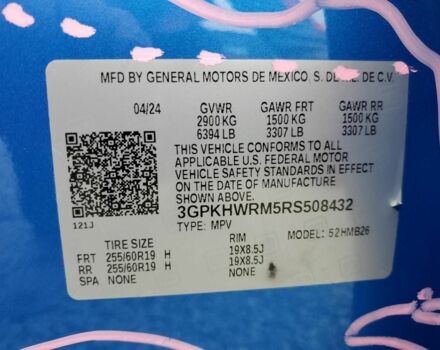 MFD BY GENERAL MOTORS DE MEXICO, S. DE R.L. DE C.V.
04/24 GVWR GAWR FRT GAWR RR
2900 KG 1500 KG 1500 KG
6394 LB 3307 LB 3307 LB
THIS VEHICLE CONFORMS TO ALL
APPLICABLE U.S. FEDERAL MOTOR
VEHICLE SAFETY STANDARDS IN EFFECT
ON THE DATE OF MANUFACTURE
SHOWN ABOVE.
3GPKHWRM5RS508432
121J
TYPE: MPV MODEL: 52HMB26
TIRE SIZE RIM
FRT 255/60R19 H 19X8.5J
RR 255/60R19 H 19X8.5J
SPA NONE NONE